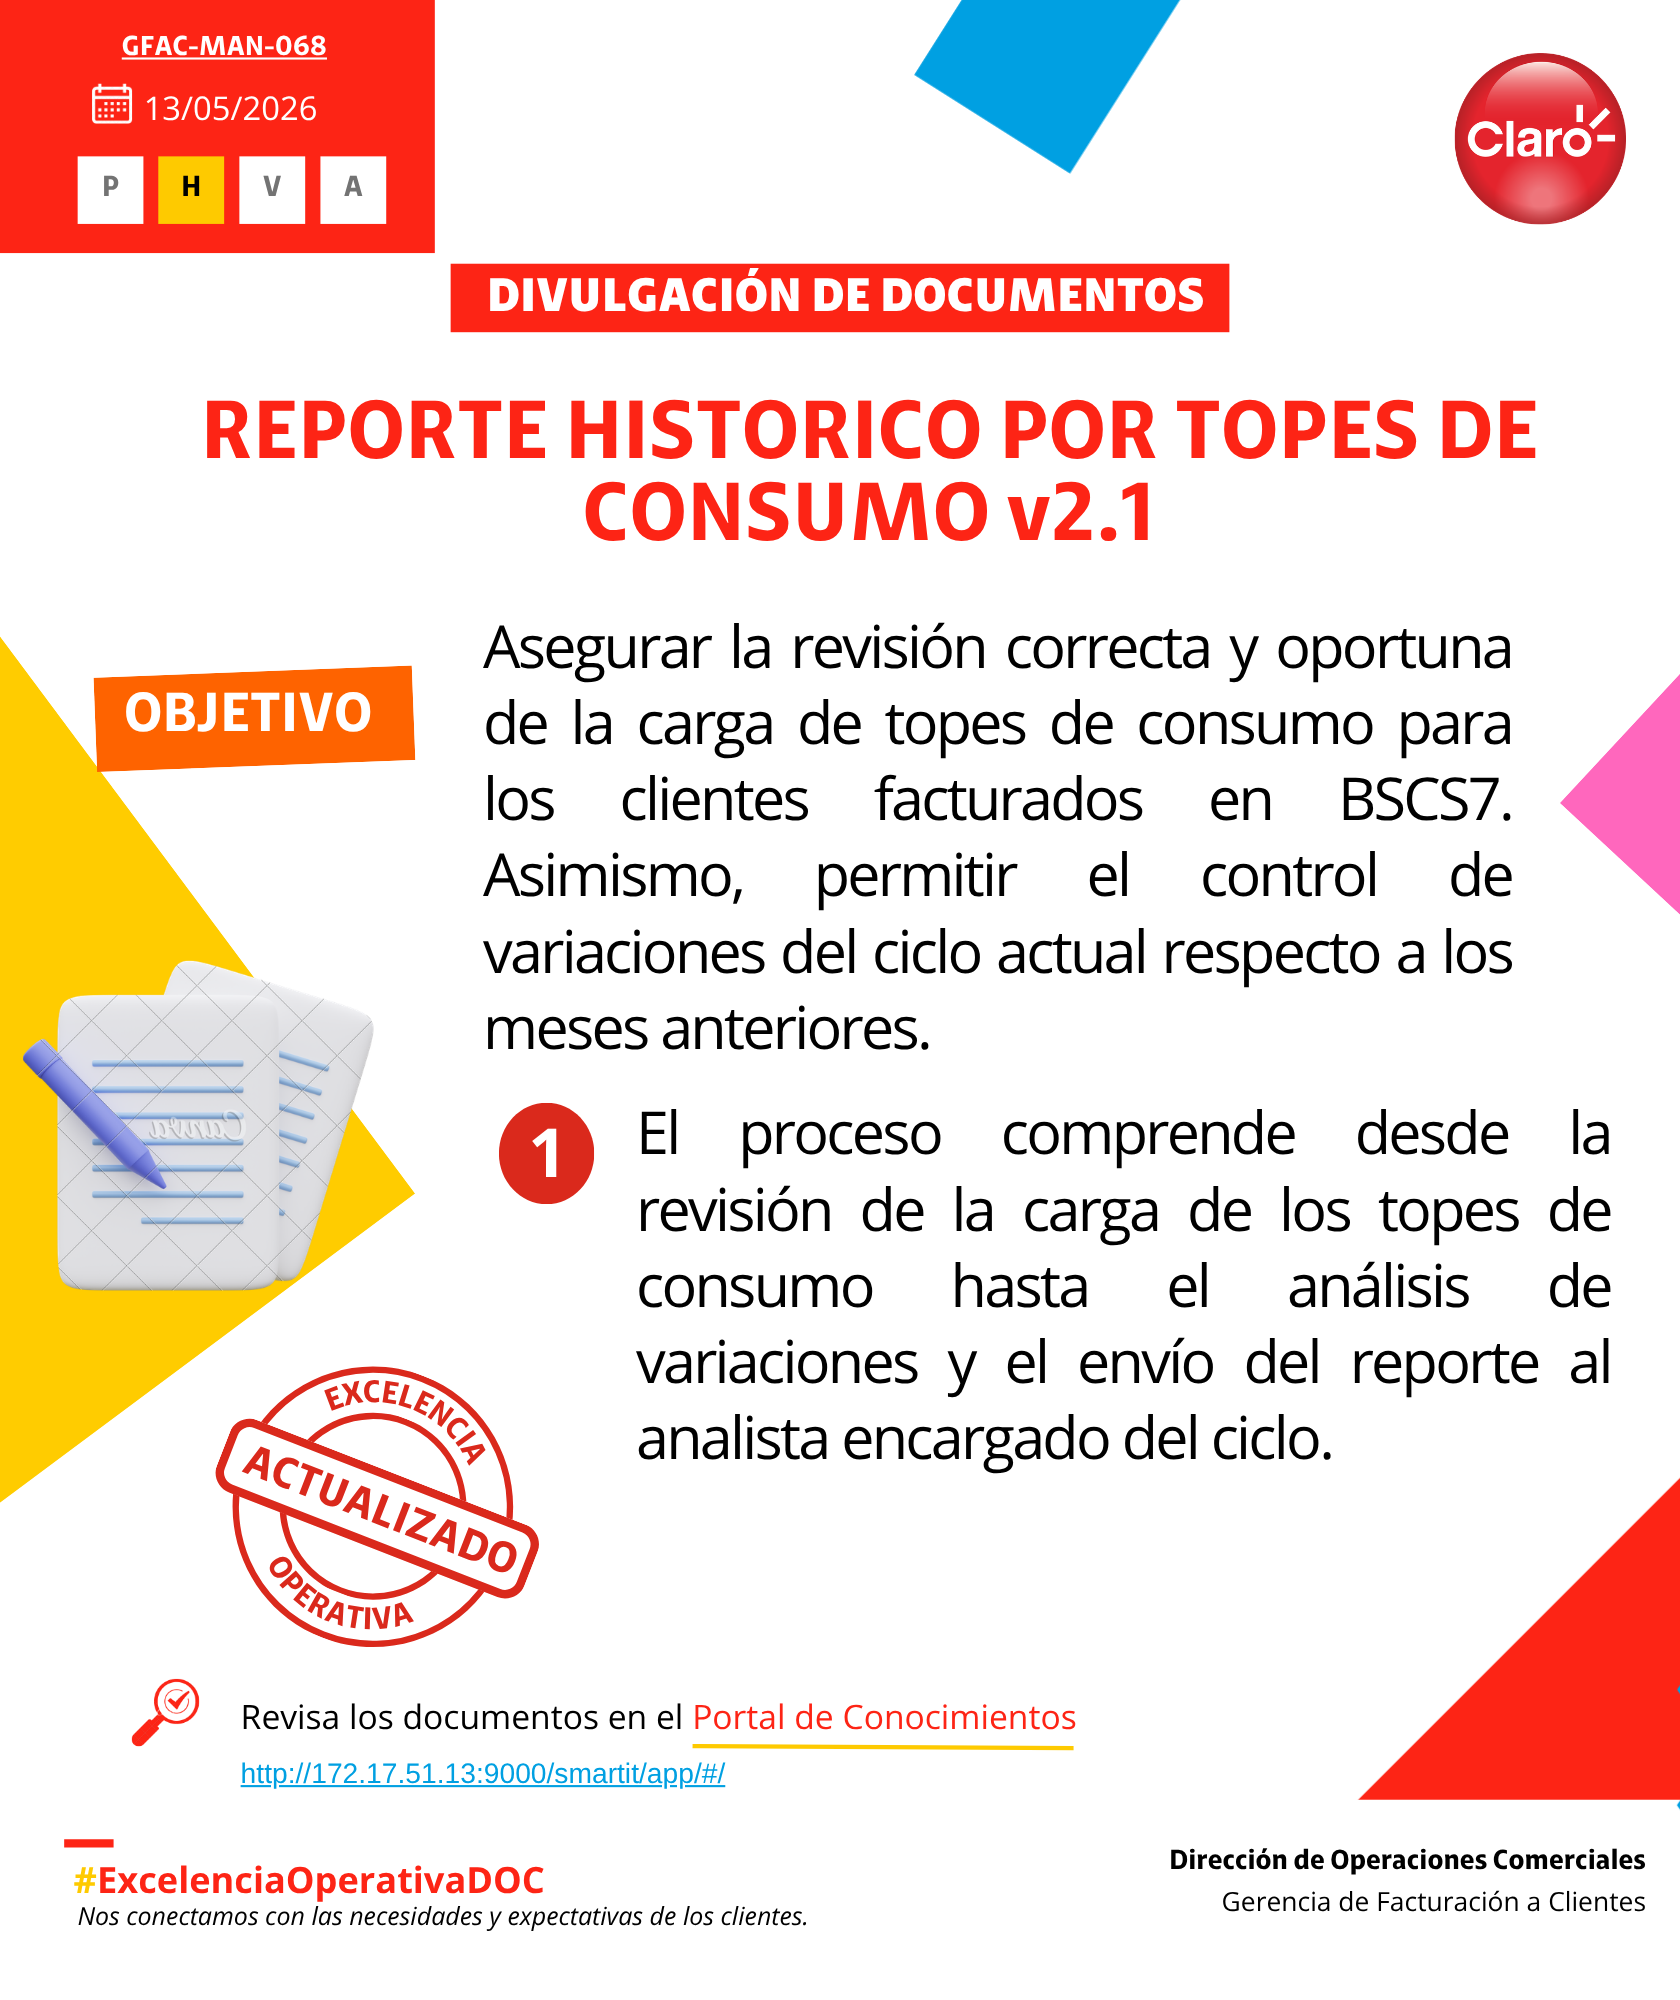 GFAC-MAN-068
13/05/2026
P H V A
Claro
DIVULGACIÓN DE DOCUMENTOS
REPORTE HISTORICO POR TOPES DE
CONSUMO v2.1
OBJETIVO
Asegurar la revisión correcta y oportuna
de la carga de topes de consumo para
los clientes facturados en BSCS7.
Asimismo, permitir el control de
variaciones del ciclo actual respecto a los
meses anteriores.
Canva
1
El proceso comprende desde la
revisión de la carga de los topes de
consumo hasta el análisis de
variaciones y el envío del reporte al
analista encargado del ciclo.
EXCELENCIA
ACTUALIZADO
OPERATIVA
Revisa los documentos en el Portal de Conocimientos
http://172.17.51.13:9000/smartit/app/#/
#ExcelenciaOperativaDOC
Nos conectamos con las necesidades y expectativas de los clientes.
Dirección de Operaciones Comerciales
Gerencia de Facturación a Clientes